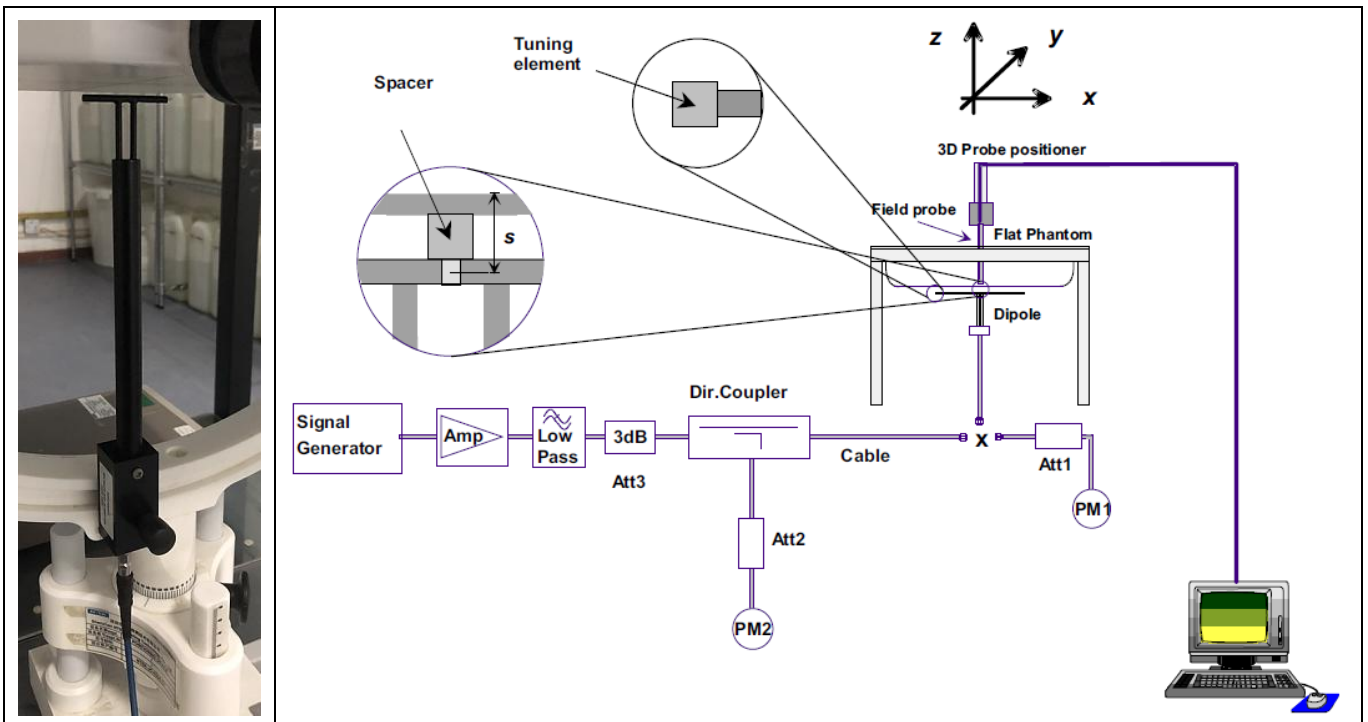 Tuning
element
Spacer
s
z
y
x
3D Probe positioner
Field probe
Flat Phantom
Dipole
Dir.Coupler
Signal
Generator
Amp
Low
Pass
3dB
Att3
Cable
x
Att1
PM1
Att2
PM2